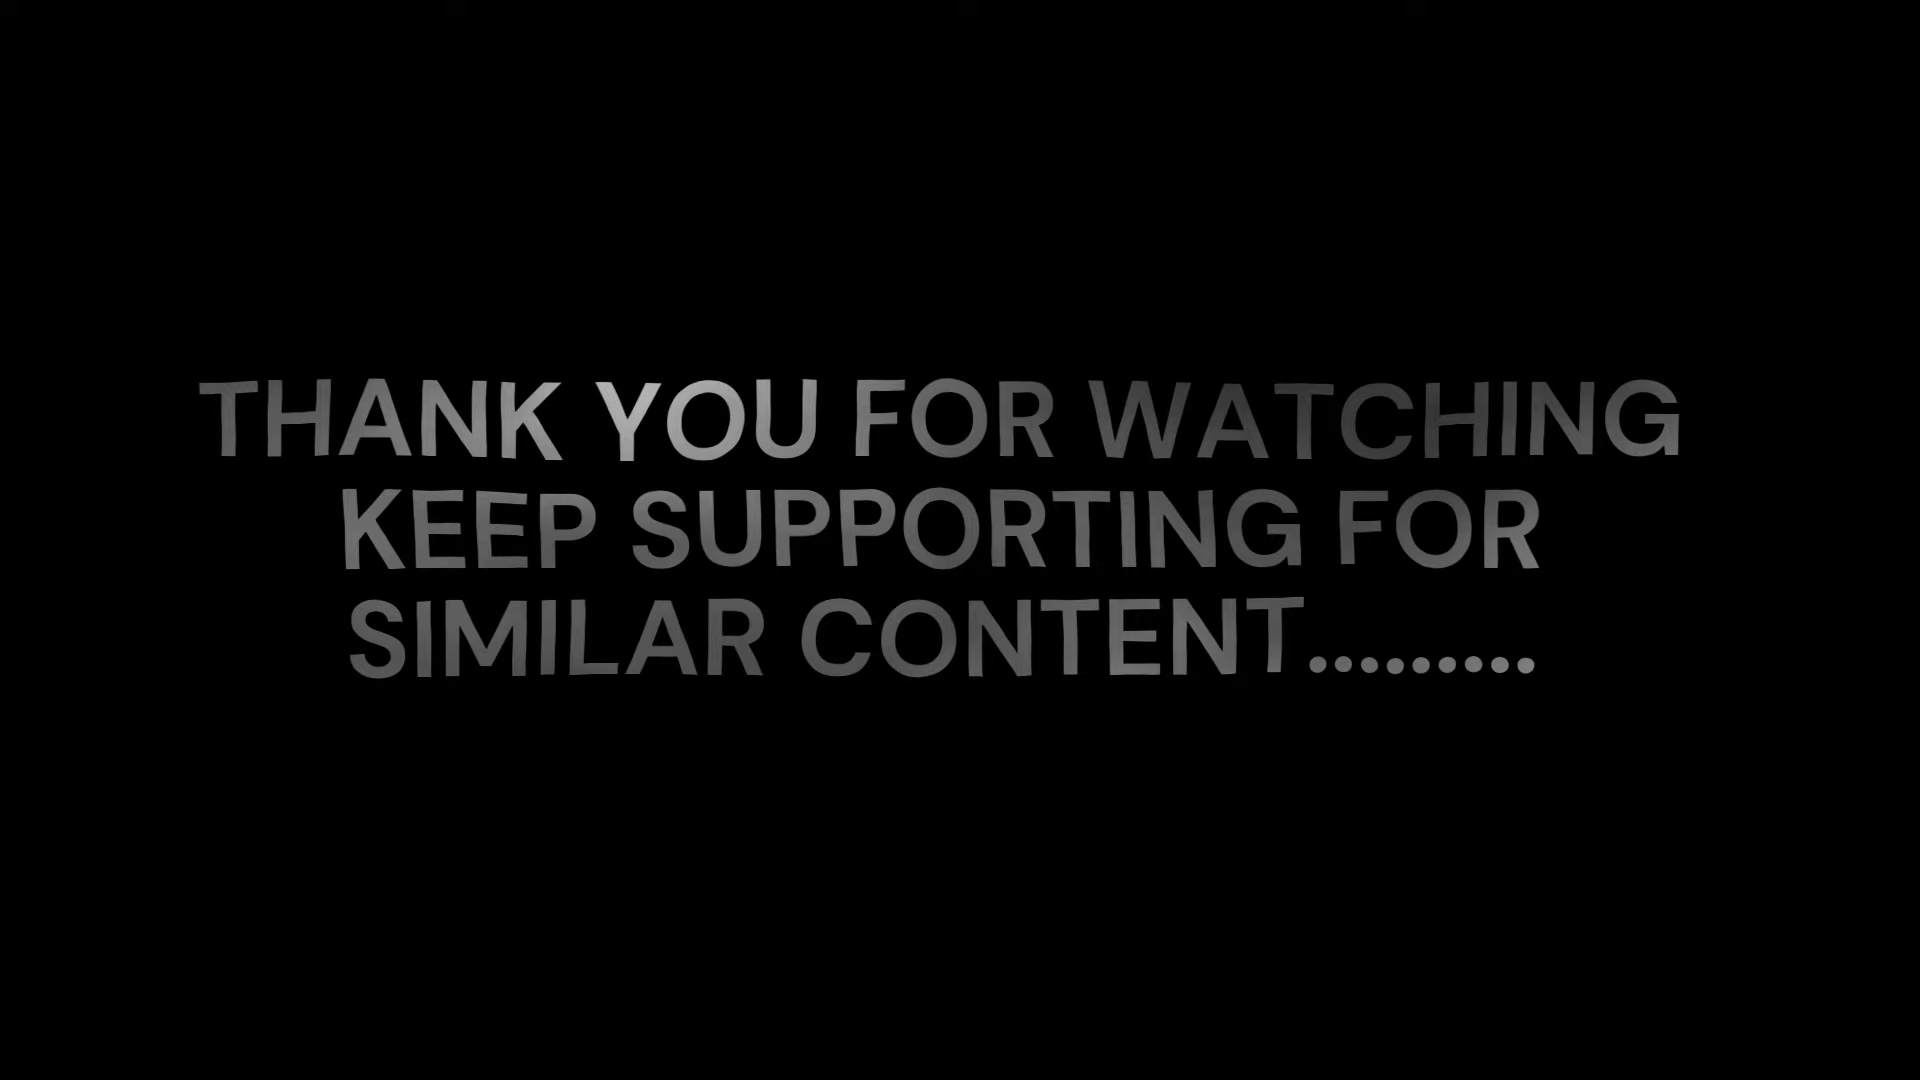 THANK YOU FOR WATCHING
KEEP SUPPORTING FOR
SIMILAR CONTENT.........